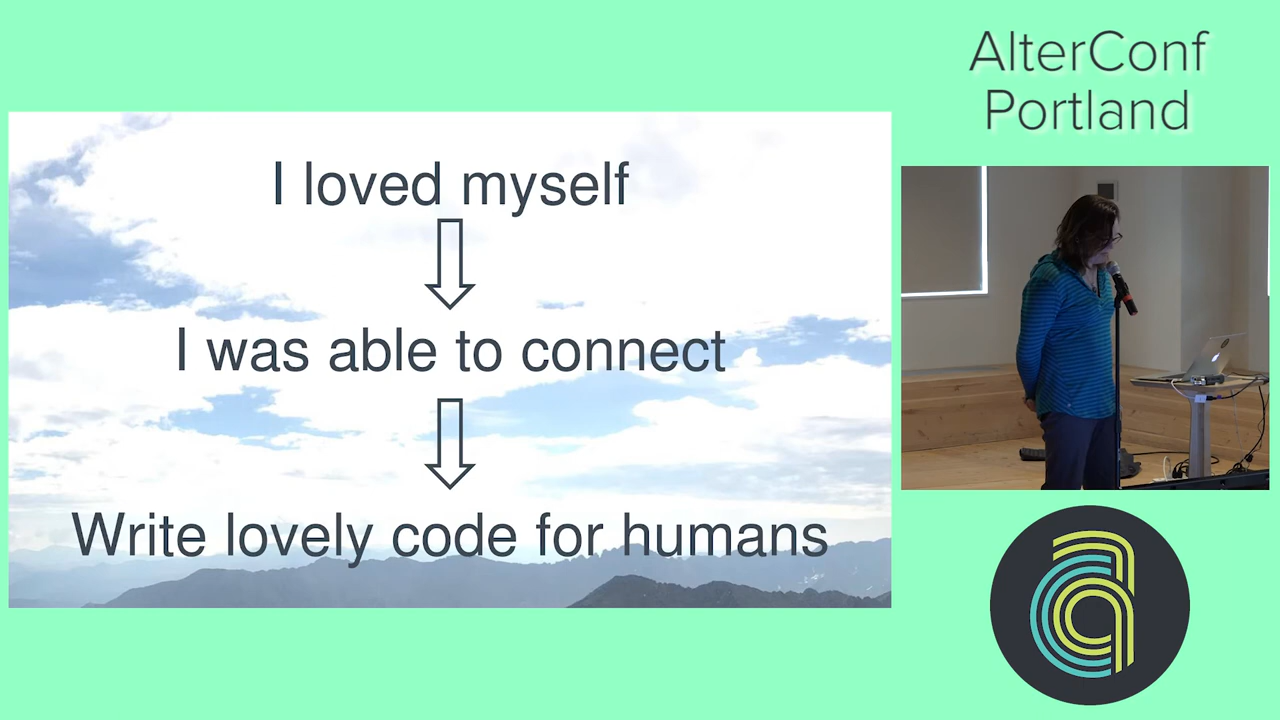 AlterConf
Portland
I loved myself
I was able to connect
Write lovely code for humans